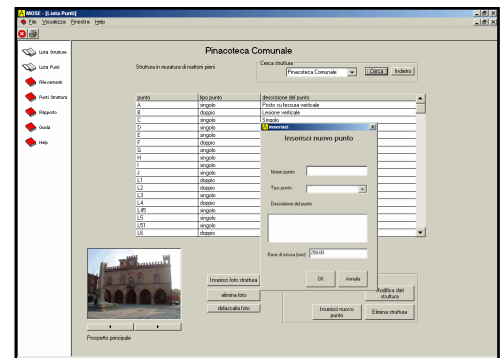 MOSE - [Lista Punti]
File Visualizza Finestra Help
Lista Strutture
Lista Punti
Rilevamenti
Punti Struttura
Rapporto
Guida
Help
Pinacoteca Comunale
Struttura in muratura di mattoni pieni
Cerca struttura
Pinacoteca Comunale Cerca Indietro
punto tipo punto descrizione del punto
A singolo Posto su fessura verticale
B doppio Lesione verticale
C singolo Singolo
D singolo
E singolo
F doppio
G singolo
H singolo
I singolo
J singolo
L1 doppio
L2 singolo
L3 singolo
L4 doppio
L4B singolo
L5 singolo
L51 singolo
L6 doppio
Inserisci
Inserisci nuovo punto
Nome punto
Tipo punto
Descrizione del punto
Base di misura (mm) 250,00
OK Annulla
Inserisci foto struttura
elimina foto
didascalia foto
Modifica dati struttura
Inserisci nuovo punto
Elimina struttura
Prospetto principale